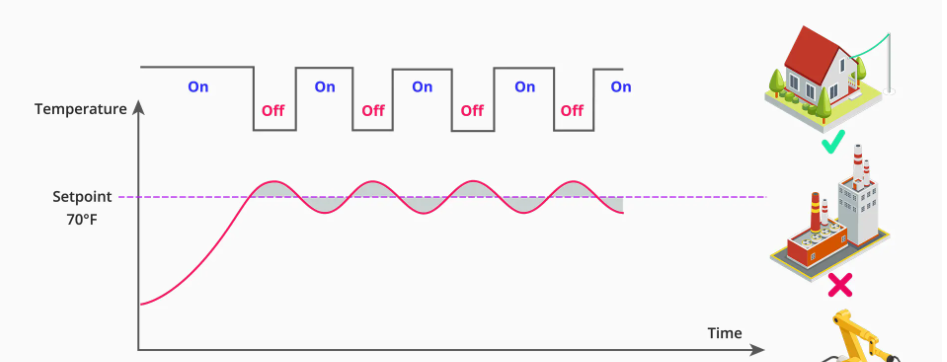 On On On On On
Off Off Off Off
Temperature
Setpoint
70°F
Time